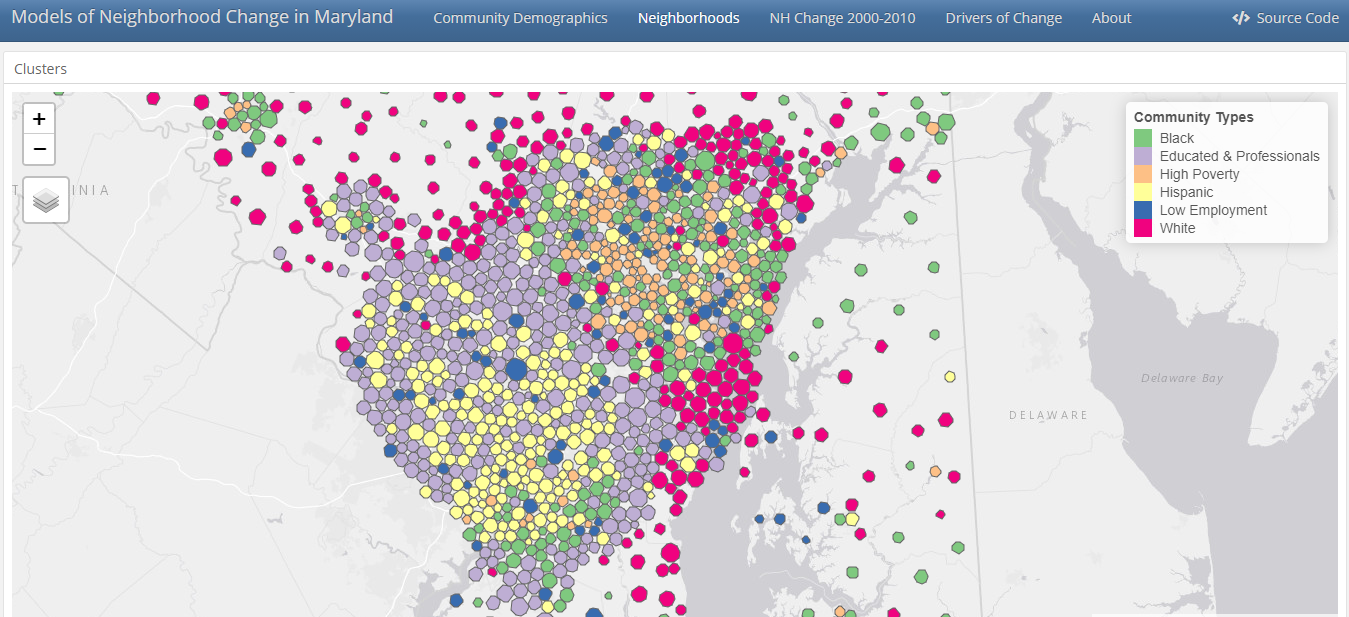 Models of Neighborhood Change in Maryland
Community Demographics
Neighborhoods
NH Change 2000-2010
Drivers of Change
About
Source Code
Clusters
+
−
T
INIA
Community Types
Black
Educated & Professionals
High Poverty
Hispanic
Low Employment
White
Delaware Bay
DELAWARE